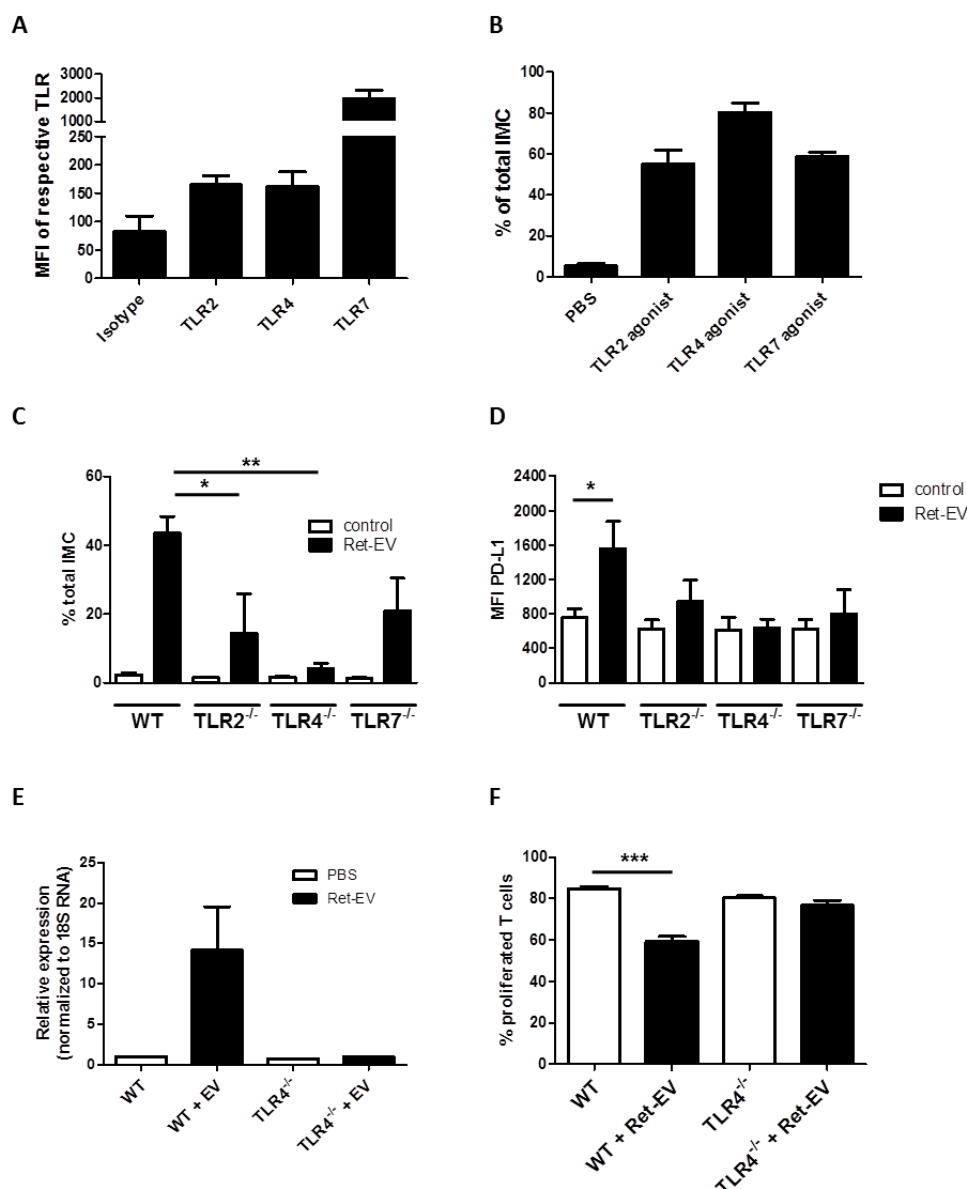 A
MFI of respective TLR
3000
2000
1000
250
200
150
100
50
0
Isotype
TLR2
TLR4
TLR7
B
% of total IMC
100
80
60
40
20
0
PBS
TLR2 agonist
TLR4 agonist
TLR7 agonist
C
% total IMC
60
40
20
0
**
*
control
Ret-EV
WT
TLR2-/-
TLR4-/-
TLR7-/-
D
MFI PD-L1
2400
2000
1600
1200
800
400
0
*
control
Ret-EV
WT
TLR2-/-
TLR4-/-
TLR7-/-
E
Relative expression
(normalized to 18S RNA)
25
20
15
10
5
0
PBS
Ret-EV
WT
WT + EV
TLR4-/-
TLR4-/- + EV
F
% proliferated T cells
100
80
60
40
20
0
***
WT
WT + Ret-EV
TLR4-/-
TLR4-/- + Ret-EV